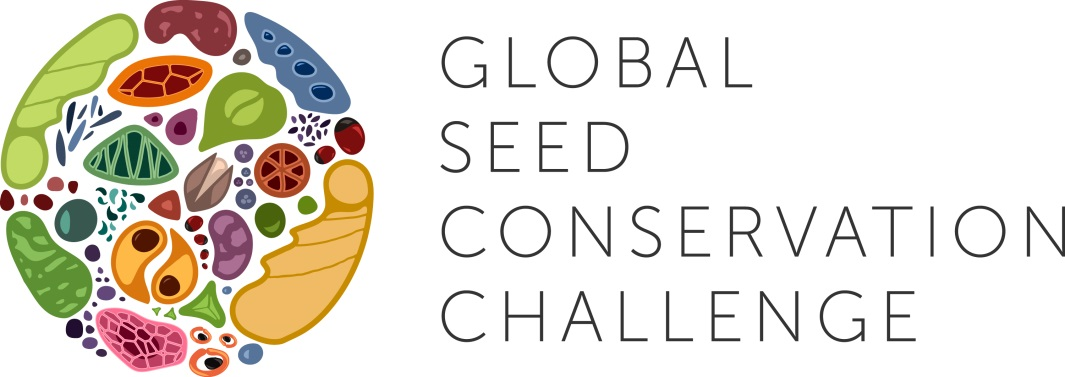 GLOBAL
SEED
CONSERVATION
CHALLENGE